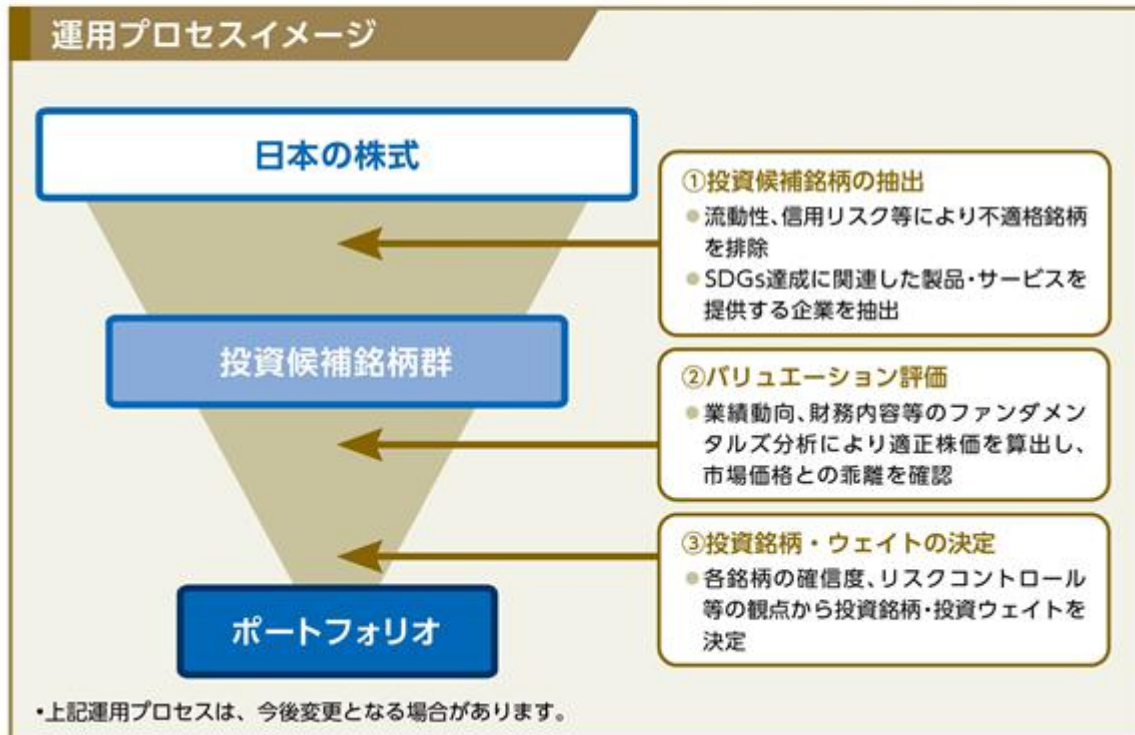 運用プロセスイメージ
日本の株式
①投資候補銘柄の抽出
●流動性、信用リスク等により不適格銘柄
を排除
●SDGs達成に関連した製品・サービスを
提供する企業を抽出
投資候補銘柄群
②バリュエーション評価
●業績動向、財務内容等のファンダメン
タルズ分析により適正株価を算出し、
市場価格との乖離を確認
③投資銘柄・ウェイトの決定
●各銘柄の確信度、リスクコントロール
等の観点から投資銘柄・投資ウェイトを
決定
ポートフォリオ
•上記運用プロセスは、今後変更となる場合があります。